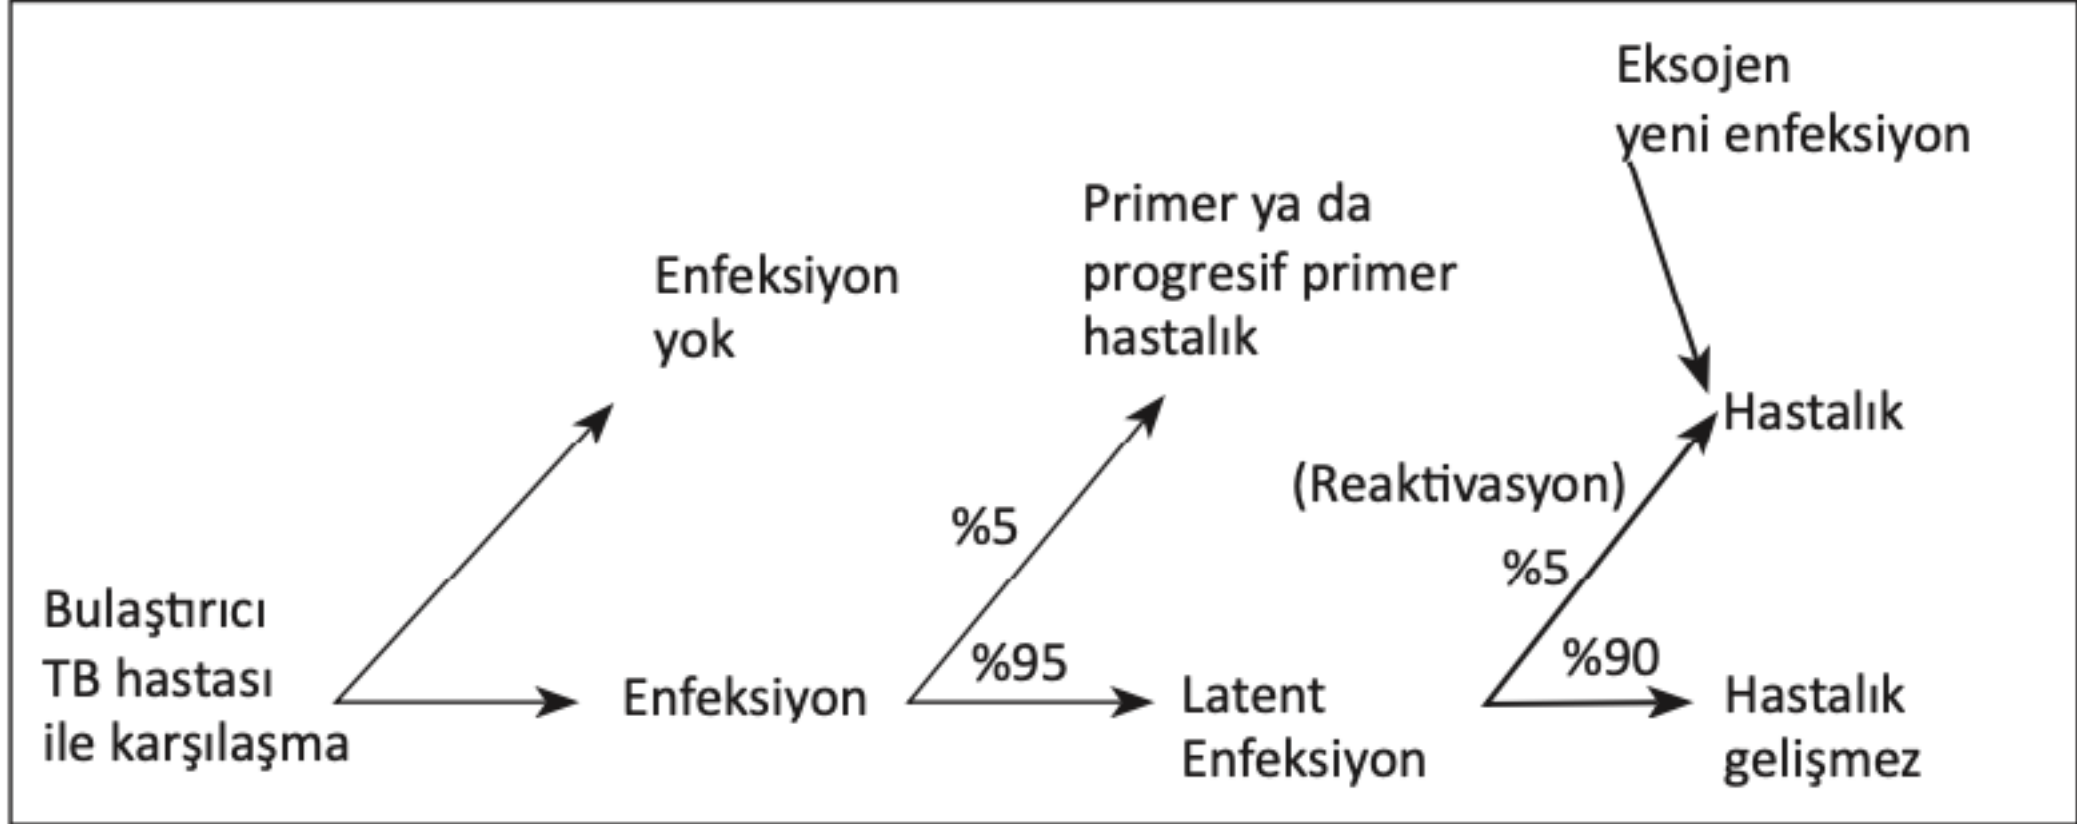 Eksojen
yeni enfeksiyon
Primer ya da
progresif primer
hastalık
Enfeksiyon
yok
Hastalık
(Reaktivasyon)
%5
%5
Bulaştırıcı
TB hastası
ile karşılaşma
Enfeksiyon
%95
Latent
Enfeksiyon
%90
Hastalık
gelişmez